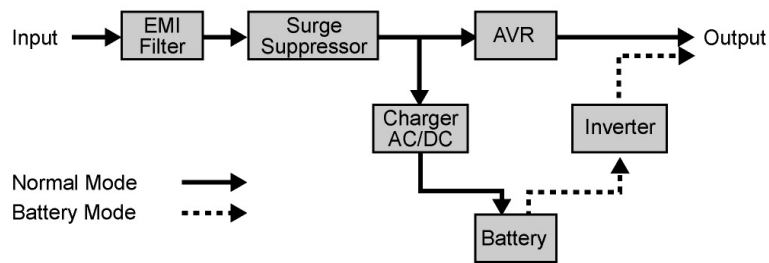 Input
EMI
Filter
Surge
Suppressor
AVR
Output
Charger
AC/DC
Inverter
Normal Mode
Battery Mode
Battery